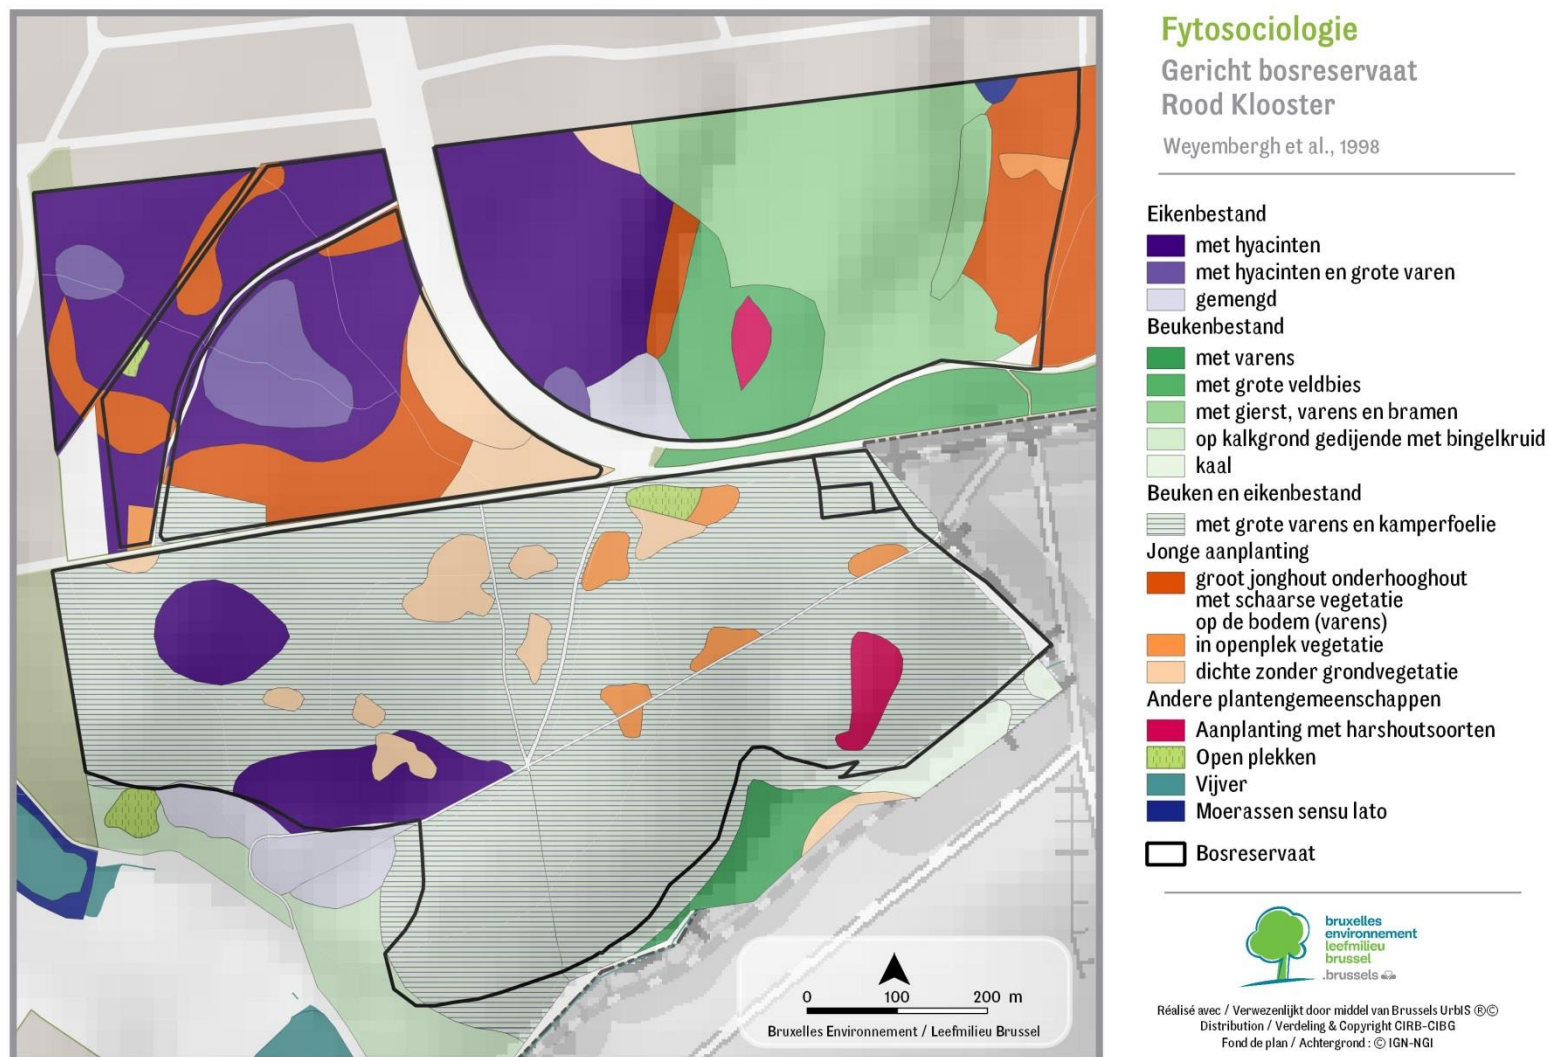 Fytosociologie
Gericht bosreservaat
Rood Klooster
Weyembergh et al., 1998
Eikenbestand
met hyacinten
met hyacinten en grote varen
gemengd
Beukenbestand
met varens
met grote veldbies
met gierst, varens en bramen
op kalkgrond gedijende met bingelkruid
kaal
Beuken en eikenbestand
met grote varens en kamperfoelie
Jonge aanplanting
groot jonghout onderhooghout
met schaarse vegetatie
op de bodem (varens)
in openplek vegetatie
dichte zonder grondvegetatie
Andere plantengemeenschappen
Aanplanting met harshoutsoorten
Open plekken
Vijver
Moerassen sensu lato
Bosreservaat
bruxelles
environnement
leefmilieu
brussel
.brussels
0 100 200 m
Bruxelles Environnement / Leefmilieu Brussel
Réalisé avec / Verwezenlijkt door middel van Brussels UrbIS ®©
Distribution / Verdeling & Copyright CIRB-CIBG
Fond de plan / Achtergrond : © IGN-NGI